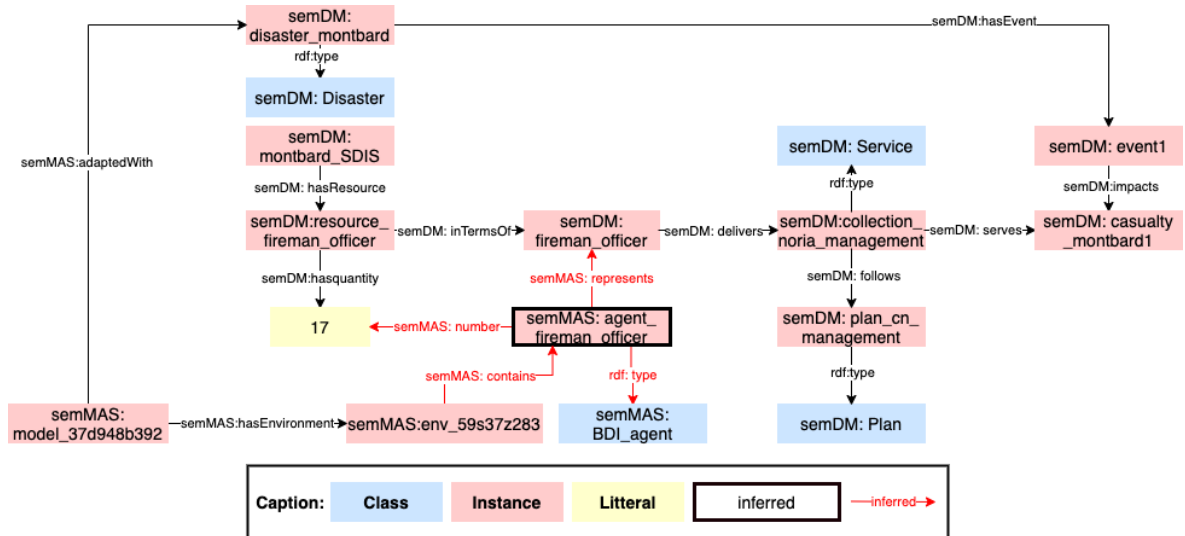 semDM:
disaster_montbard
semDM:hasEvent
rdf:type
semDM: Disaster
semMAS:adaptedWith
semDM:
montbard_SDIS
semDM: Service
semDM: event1
semDM: hasResource
rdf:type
semDM:impacts
semDM:resource_
fireman_officer
semDM: inTermsOf
semDM:
fireman_officer
semDM: delivers
semDM:collection_
noria_management
semDM: serves
semDM: casualty
_montbard1
semDM:hasquantity
semMAS: represents
semDM: follows
17
semMAS: number
semMAS: agent_
fireman_officer
semDM: plan_cn_
management
semMAS: contains
rdf: type
rdf:type
semMAS:
model_37d948b392
semMAS:hasEnvironment
semMAS:env_59s37z283
semMAS:
BDI_agent
semDM: Plan
Caption:
Class
Instance
Litteral
inferred
inferred